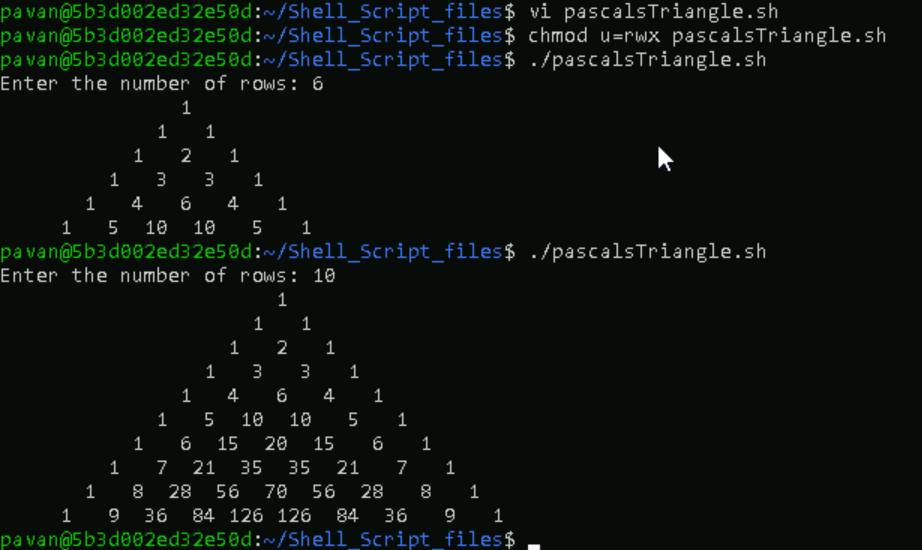 pavan@5b3d002ed32e50d:~/Shell_Script_files$ vi pascalsTriangle.sh
pavan@5b3d002ed32e50d:~/Shell_Script_files$ chmod u=rwx pascalsTriangle.sh
pavan@5b3d002ed32e50d:~/Shell_Script_files$ ./pascalsTriangle.sh
Enter the number of rows: 6
1
1 1
1 2 1
1 3 3 1
1 4 6 4 1
1 5 10 10 5 1
pavan@5b3d002ed32e50d:~/Shell_Script_files$ ./pascalsTriangle.sh
Enter the number of rows: 10
1
1 1
1 2 1
1 3 3 1
1 4 6 4 1
1 5 10 10 5 1
1 6 15 20 15 6 1
1 7 21 35 35 21 7 1
1 8 28 56 70 56 28 8 1
1 9 36 84 126 126 84 36 9 1
pavan@5b3d002ed32e50d:~/Shell_Script_files$